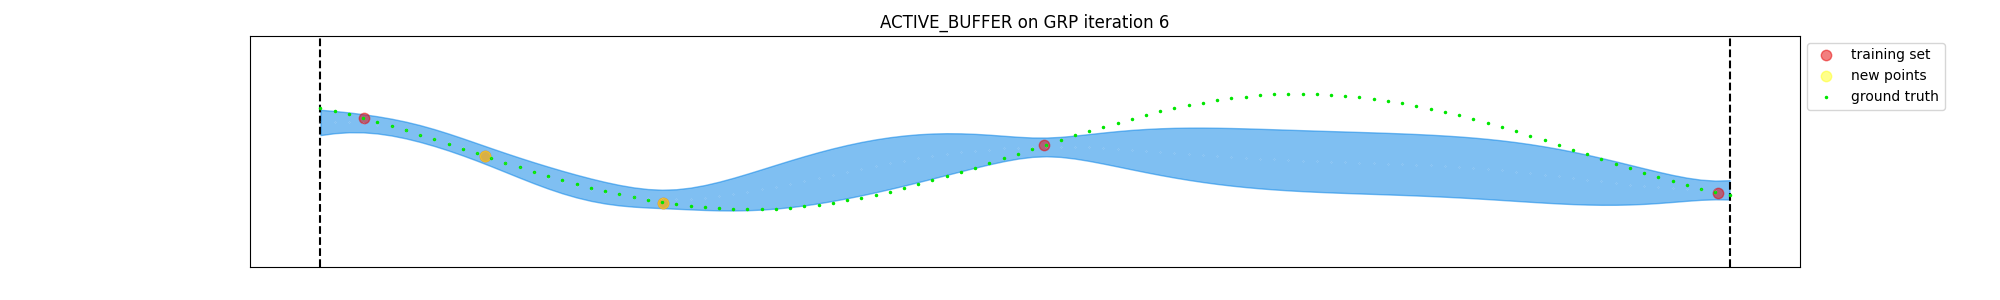 ACTIVE_BUFFER on GRP iteration 6
training set
new points
ground truth